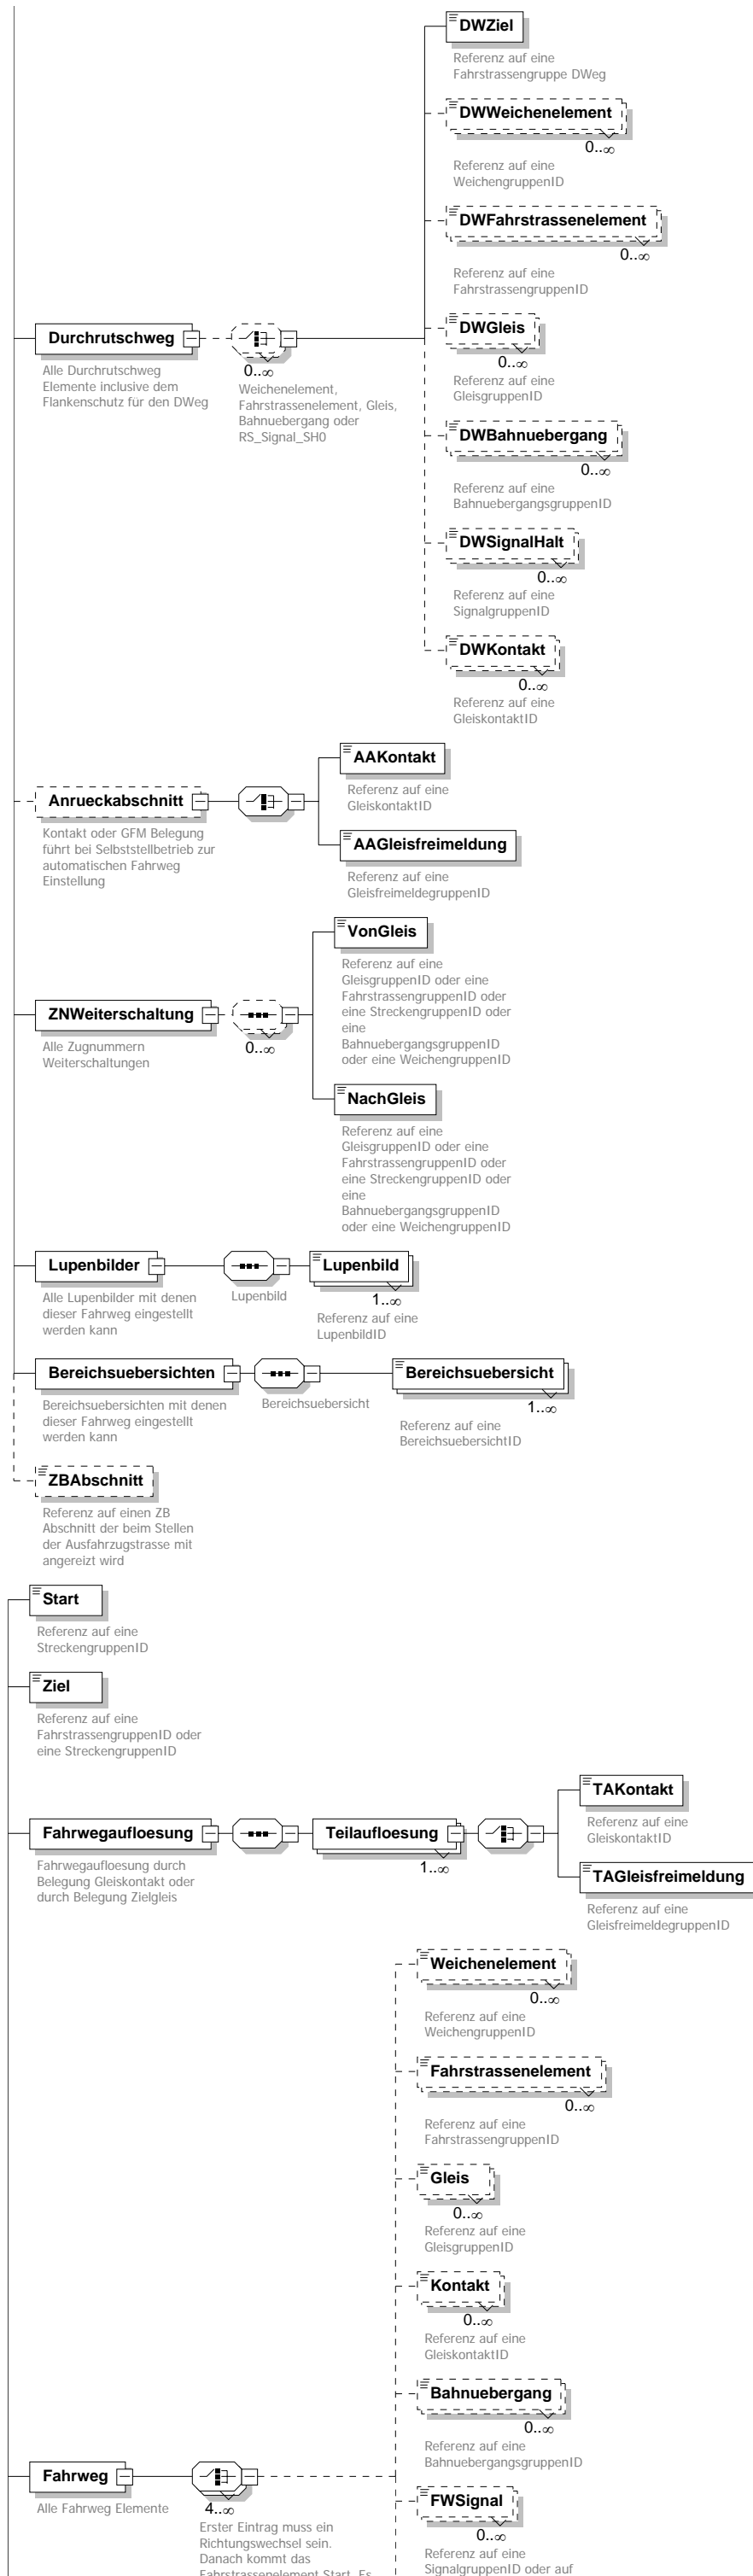 DWZiel
Referenz auf eine
Fahrstrassengruppe DWeg
DWWeichenelement
0..∞
Referenz auf eine
WeichengruppenID
DWFahrstrassenelement
0..∞
Referenz auf eine
FahrstrassengruppenID
Durchrutschweg
Alle Durchrutschweg
Elemente inclusive dem
Flankenschutz für den DWeg
0..∞
Weichenelement,
Fahrstrassenelement, Gleis,
Bahnuebergang oder
RS_Signal_SH0
DWGleis
0..∞
Referenz auf eine
GleisgruppenID
DWBahnuebergang
0..∞
Referenz auf eine
BahnuebergangsgruppenID
DWSignalHalt
0..∞
Referenz auf eine
SignalgruppenID
DWKontakt
0..∞
Referenz auf eine
GleiskontaktID
Anrueckabschnitt
Kontakt oder GFM Belegung
führt bei Selbststellbetrieb zur
automatischen Fahrweg
Einstellung
AAKontakt
Referenz auf eine
GleiskontaktID
AAGleisfreimeldung
Referenz auf eine
GleisfreimeldegruppenID
ZNWeiterschaltung
Alle Zugnummern
Weiterschaltungen
0..∞
VonGleis
Referenz auf eine
GleisgruppenID oder eine
FahrstrassengruppenID oder
eine StreckengruppenID oder
eine
BahnuebergangsgruppenID
oder eine WeichengruppenID
NachGleis
Referenz auf eine
GleisgruppenID oder eine
FahrstrassengruppenID oder
eine StreckengruppenID oder
eine
BahnuebergangsgruppenID
oder eine WeichengruppenID
Lupenbilder
Alle Lupenbilder mit denen
dieser Fahrweg eingestellt
werden kann
Lupenbild
Lupenbild
1..∞
Referenz auf eine
LupenbildID
Bereichsuebersichten
Bereichsuebersichten mit denen
dieser Fahrweg eingestellt
werden kann
Bereichsuebersicht
Bereichsuebersicht
1..∞
Referenz auf eine
BereichsuebersichtID
ZBAbschnitt
Referenz auf einen ZB
Abschnitt der beim Stellen
der Ausfahrzugstrasse mit
angereizt wird
Start
Referenz auf eine
StreckengruppenID
Ziel
Referenz auf eine
FahrstrassengruppenID oder
eine StreckengruppenID
Fahrwegaufloesung
Fahrwegaufloesung durch
Belegung Gleiskontakt oder
durch Belegung Zielgleis
Teilaufloesung
1..∞
TAKontakt
Referenz auf eine
GleiskontaktID
TAGleisfreimeldung
Referenz auf eine
GleisfreimeldegruppenID
Weichenelement
0..∞
Referenz auf eine
WeichengruppenID
Fahrstrassenelement
0..∞
Referenz auf eine
FahrstrassengruppenID
Gleis
0..∞
Referenz auf eine
GleisgruppenID
Kontakt
0..∞
Referenz auf eine
GleiskontaktID
Bahnuebergang
0..∞
Referenz auf eine
BahnuebergangsgruppenID
Fahrweg
Alle Fahrweg Elemente
4..∞
Erster Eintrag muss ein
Richtungswechsel sein.
Danach kommt das
Fahrstrassenelement Start. Es
FWSignal
0..∞
Referenz auf eine
SignalgruppenID oder auf